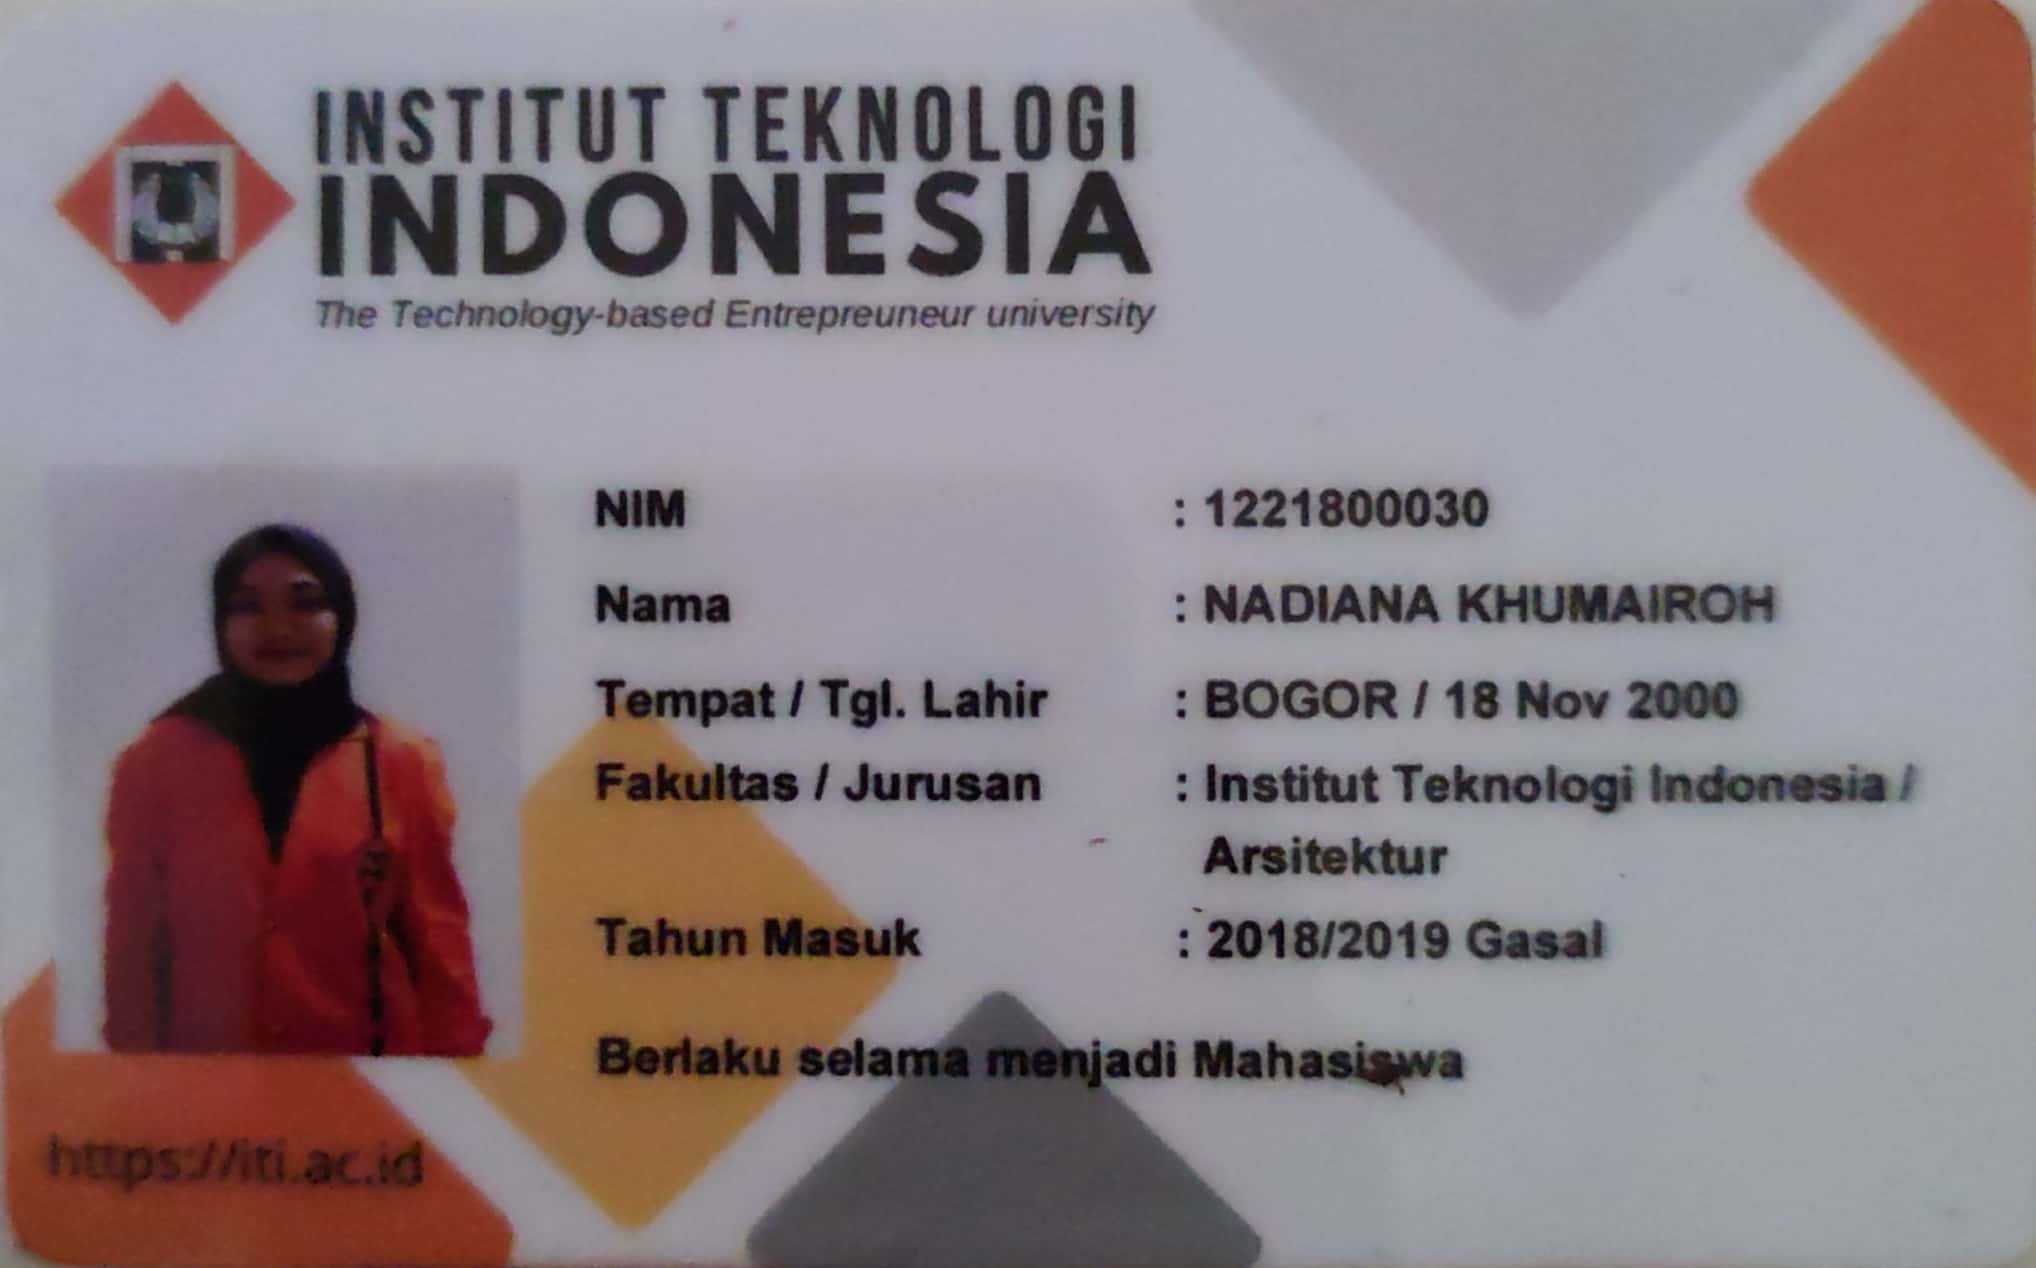 INSTITUT TEKNOLOGI
INDONESIA
The Technology-based Entrepreuneur university
NIM : 1221800030
Nama : NADIANA KHUMAIROH
Tempat / Tgl. Lahir : BOGOR / 18 Nov 2000
Fakultas / Jurusan : Institut Teknologi Indonesia /
Arsitektur
Tahun Masuk : 2018/2019 Gasal
Berlaku selama menjadi Mahasiswa
https://iti.ac.id